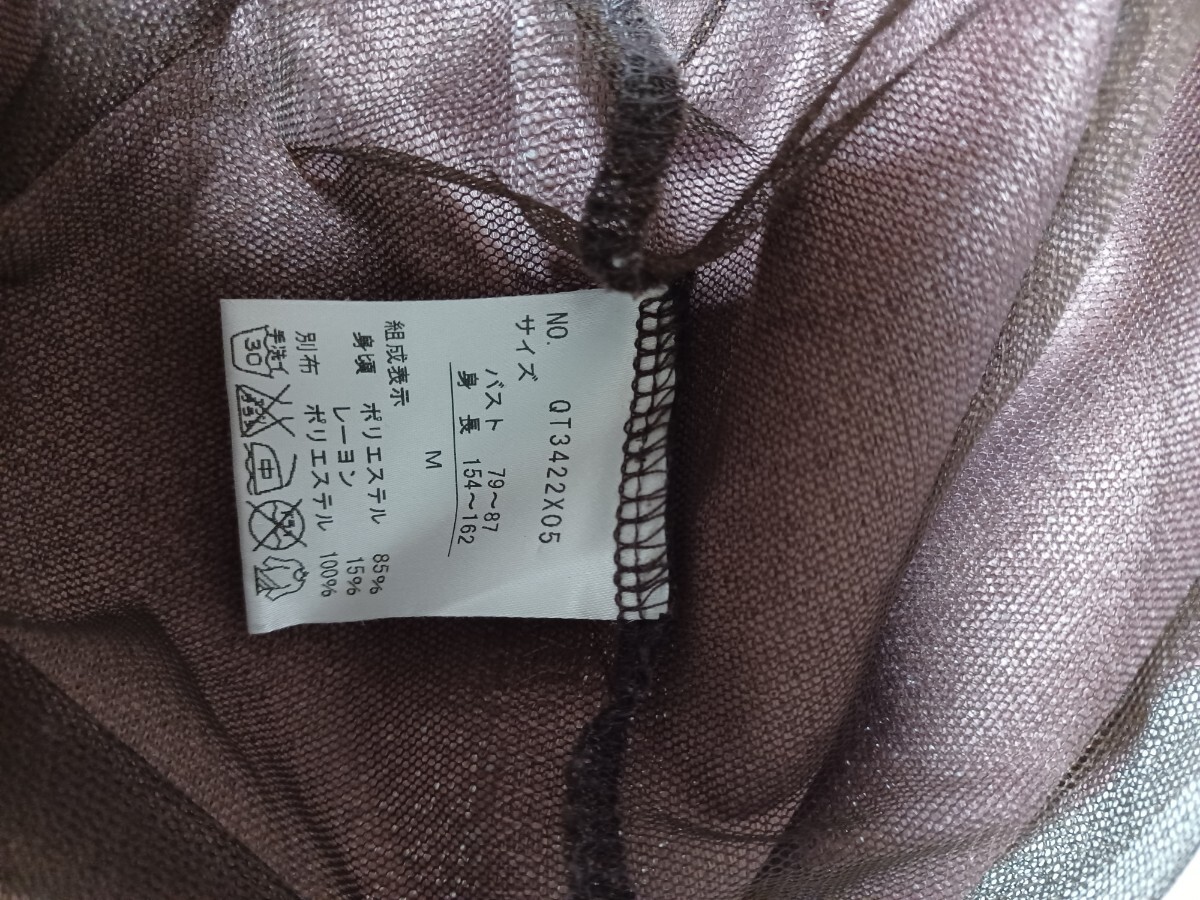 NO. QT3422X05
サイズ
バスト 79～87
身長 154～162
M
組成表示
身頃 ポリエステル 85%
レーヨン 15%
別布 ポリエステル 100%
手洗イ 30
中